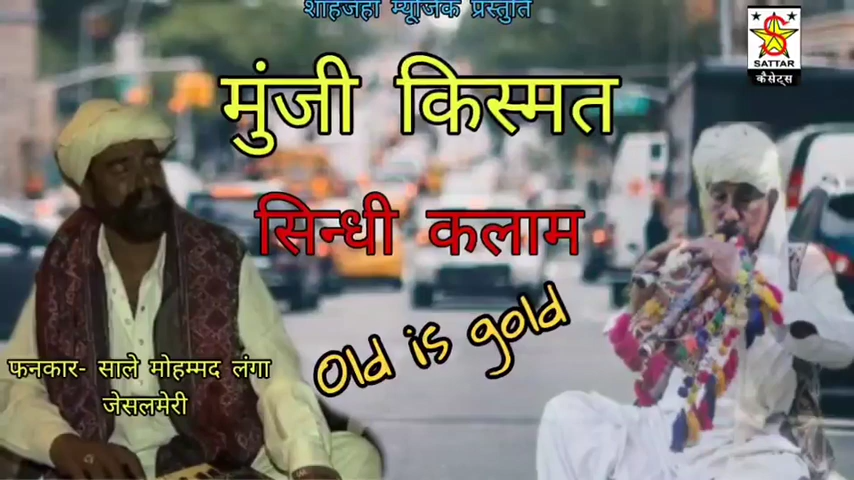 शाहजहा म्यूजिक प्रस्तुति
SATTAR
कैसेट्स
मुंजी किस्मत
सिन्धी कलाम
Old is gold
फनकार- साले मोहम्मद लंगा
जेसलमेरी